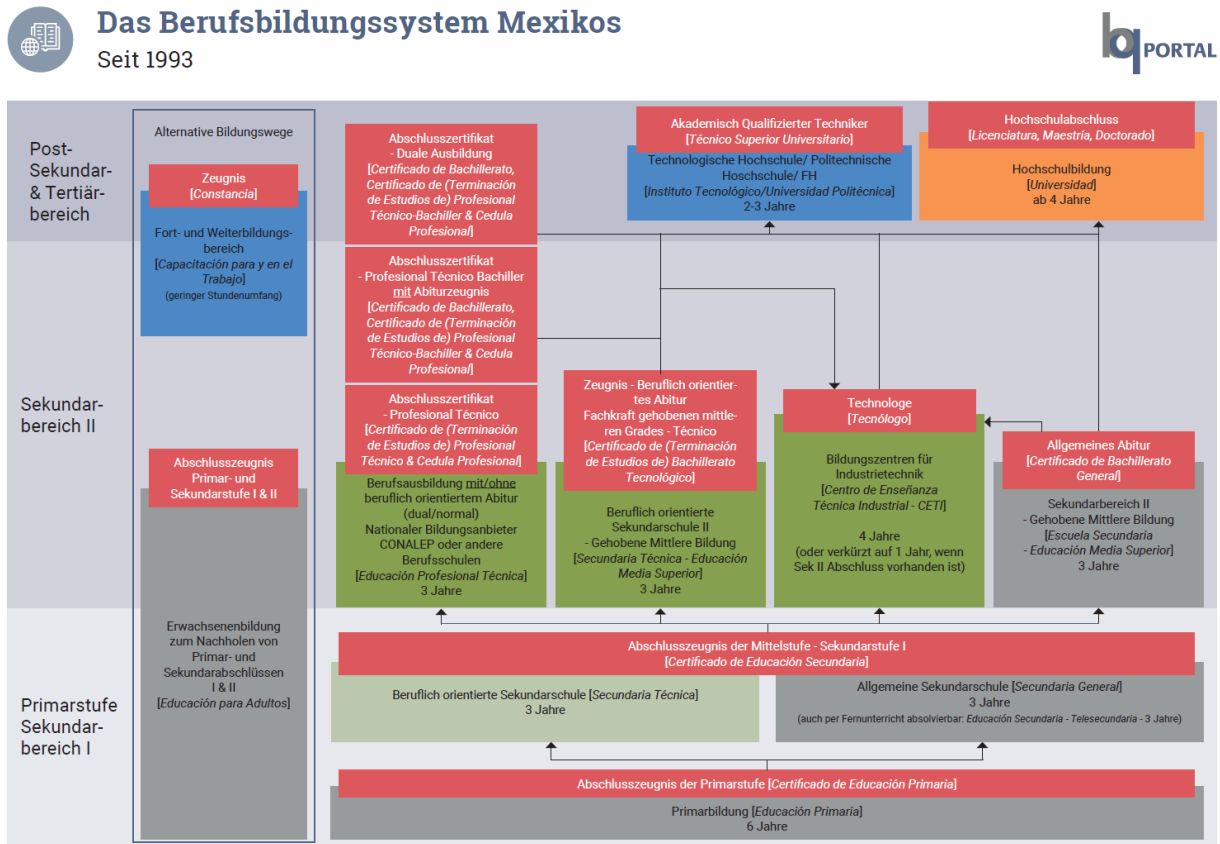 Das Berufsbildungssystem Mexikos
Seit 1993
bq PORTAL
Post-
Sekundar-
& Tertiär-
bereich
Alternative Bildungswege
Zeugnis
[Constancia]
Fort- und Weiterbildungs-
bereich
[Capacitación para y en el
Trabajo]
(geringer Stundenumfang)
Abschlusszertifikat
- Duale Ausbildung
[Certificado de Bachillerato,
Certificado de (Terminación
de Estudios de) Profesional
Técnico-Bachiller & Cedula
Profesional]
Akademisch Qualifizierter Techniker
[Técnico Superior Universitario]
Technologische Hochschule/ Politechnische
Hoschschule/ FH
[Instituto Tecnológico/Universidad Politécnica]
2-3 Jahre
Hochschulabschluss
[Licenciatura, Maestría, Doctorado]
Hochschulbildung
[Universidad]
ab 4 Jahre
Sekundar-
bereich II
Abschlusszertifikat
- Profesional Técnico Bachiller
mit Abiturzeugnis
[Certificado de Bachillerato,
Certificado de (Terminación
de Estudios de) Profesional
Técnico-Bachiller & Cedula
Profesional]
Abschlusszertifikat
- Profesional Técnico
[Certificado de (Terminación
de Estudios de) Profesional
Técnico & Cedula Profesional]
Berufsausbildung mit/ohne
beruflich orientiertem Abitur
(dual/normal)
Nationaler Bildungsanbieter
CONALEP oder andere
Berufsschulen
[Educación Profesional Técnica]
3 Jahre
Zeugnis - Beruflich orientier-
tes Abitur
Fachkraft gehobenen mittle-
ren Grades - Técnico
[Certificado de (Terminación
de Estudios de) Bachillerato
Tecnológico]
Beruflich orientierte
Sekundarschule II
- Gehobene Mittlere Bildung
[Secundaria Técnica - Educación
Media Superior]
3 Jahre
Technologe
[Tecnólogo]
Bildungszentren für
Industrietechnik
[Centro de Enseñanza
Técnica Industrial - CETI]
4 Jahre
(oder verkürzt auf 1 Jahr, wenn
Sek II Abschluss vorhanden ist)
Allgemeines Abitur
[Certificado de Bachillerato
General]
Sekundarbereich II
- Gehobene Mittlere Bildung
[Escuela Secundaria
- Educación Media Superior]
3 Jahre
Abschlusszeugnis
Primar- und
Sekundarstufe I & II
Erwachsenenbildung
zum Nachholen von
Primar- und
Sekundarabschlüssen
I & II
[Educación para Adultos]
Primarstufe
Sekundar-
bereich I
Abschlusszeugnis der Mittelstufe - Sekundarstufe I
[Certificado de Educación Secundaria]
Beruflich orientierte Sekundarschule [Secundaria Técnica]
3 Jahre
Allgemeine Sekundarschule [Secundaria General]
3 Jahre
(auch per Fernunterricht absolvierbar: Educación Secundaria - Telesecundaria - 3 Jahre)
Abschlusszeugnis der Primarstufe [Certificado de Educación Primaria]
Primarbildung [Educación Primaria]
6 Jahre